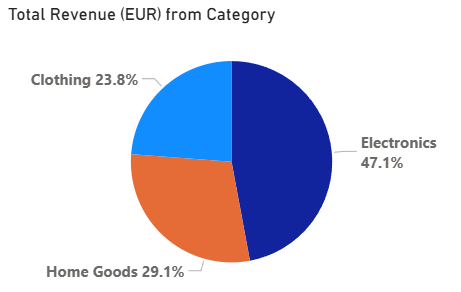 Total Revenue (EUR) from Category
Clothing 23.8%
Electronics
47.1%
Home Goods 29.1%